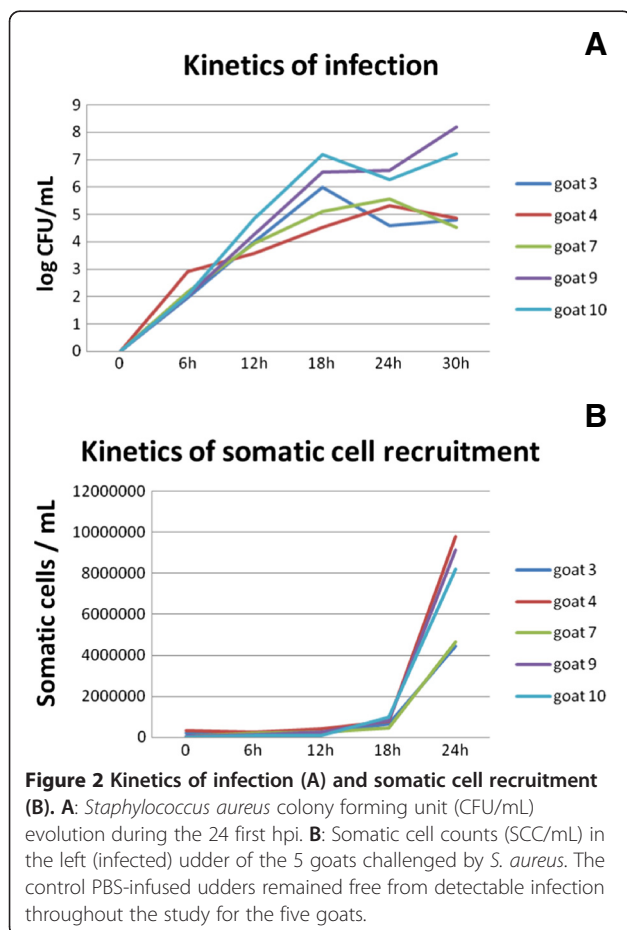 A
Kinetics of infection
log CFU/mL
9
8
7
6
5
4
3
2
1
0
0 6h 12h 18h 24h 30h
goat 3
goat 4
goat 7
goat 9
goat 10
B
Kinetics of somatic cell recruitment
Somatic cells / mL
12000000
10000000
8000000
6000000
4000000
2000000
0
0 6h 12h 18h 24h
goat 3
goat 4
goat 7
goat 9
goat 10
Figure 2 Kinetics of infection (A) and somatic cell recruitment
(B). A: Staphylococcus aureus colony forming unit (CFU/mL)
evolution during the 24 first hpi. B: Somatic cell counts (SCC/mL) in
the left (infected) udder of the 5 goats challenged by S. aureus. The
control PBS-infused udders remained free from detectable infection
throughout the study for the five goats.